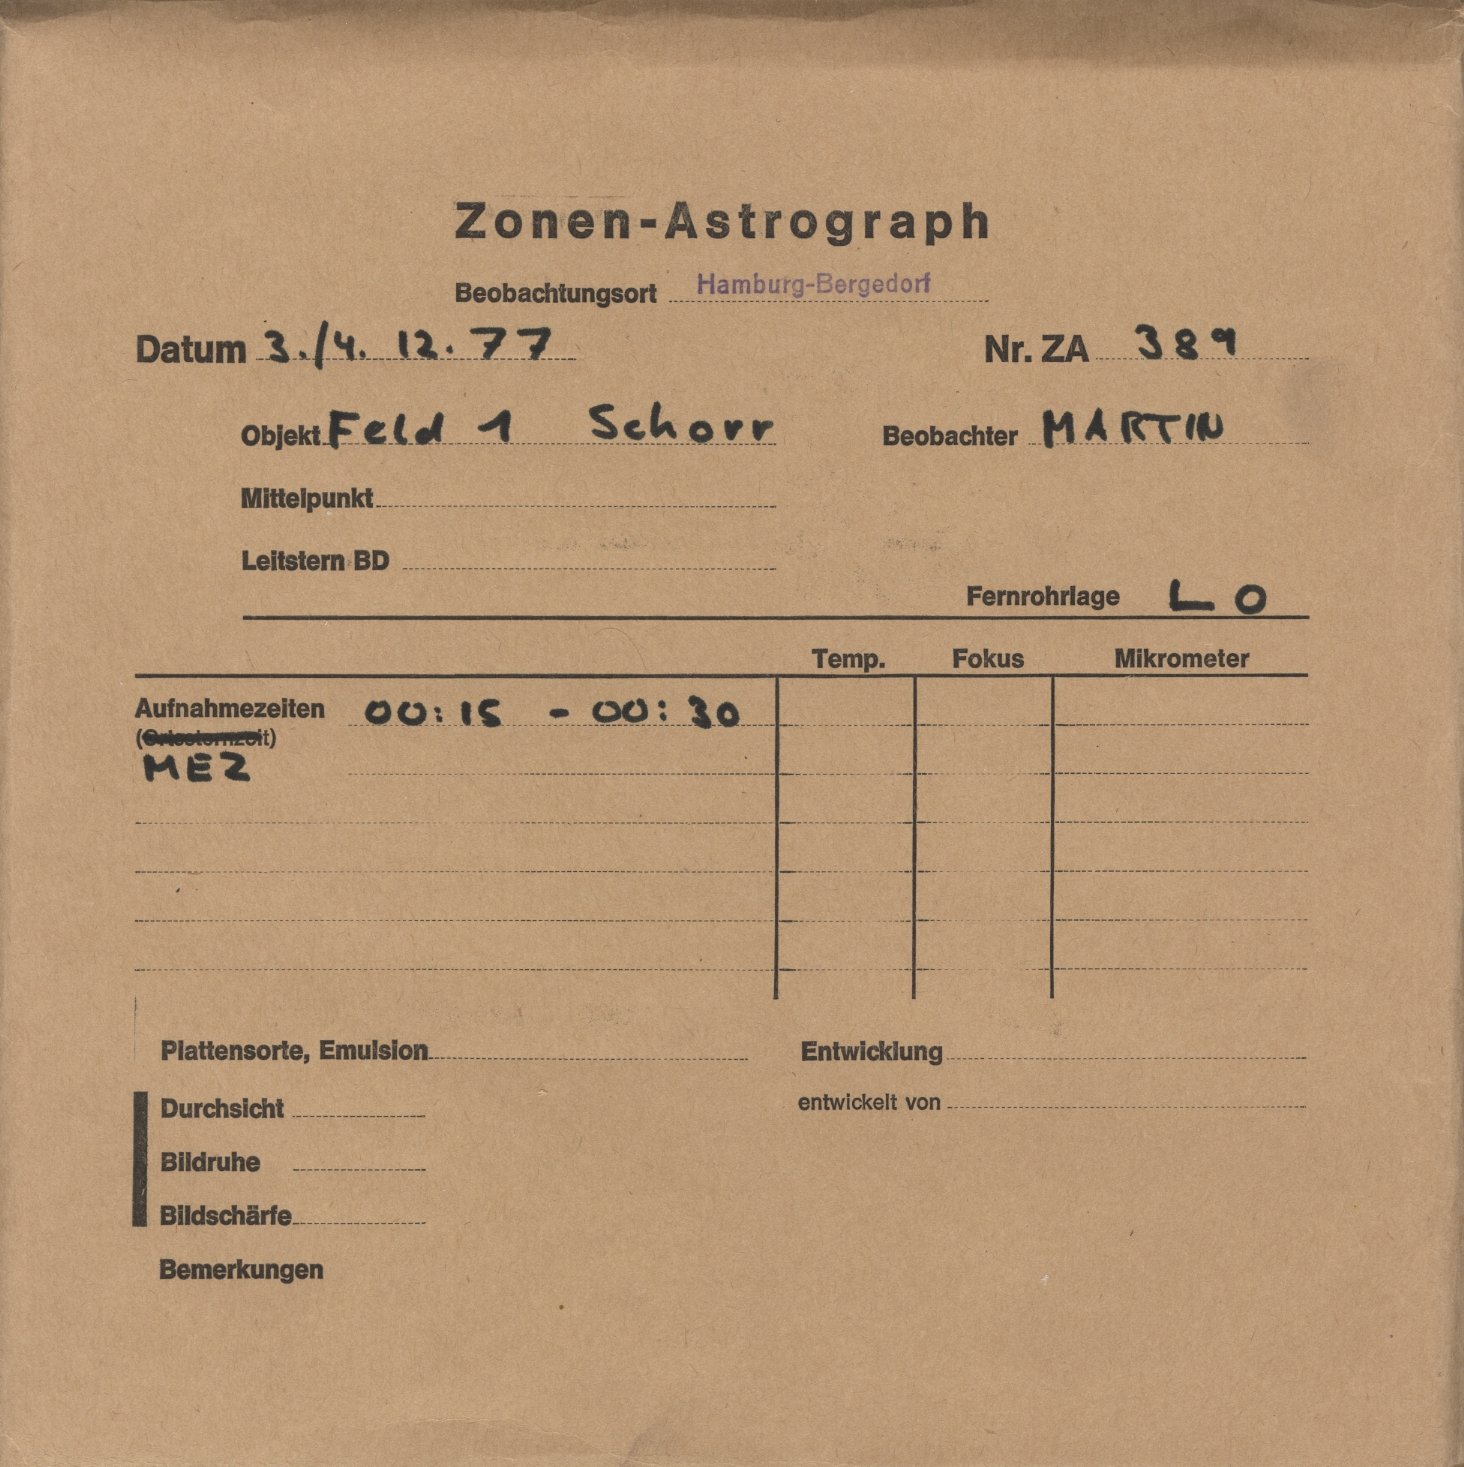 Zonen-Astrograph
Beobachtungsort Hamburg-Bergedorf
Datum 3./4. 12. 77 Nr. ZA 389
Objekt Feld 1 Schorr Beobachter MARTIN
Mittelpunkt
Leitstern BD
Fernrohrlage L O
Temp. Fokus Mikrometer
Aufnahmezeiten 00:15 - 00:30
(Ortssternzeit)
MEZ
Plattensorte, Emulsion Entwicklung
Durchsicht entwickelt von
Bildruhe
Bildschärfe
Bemerkungen